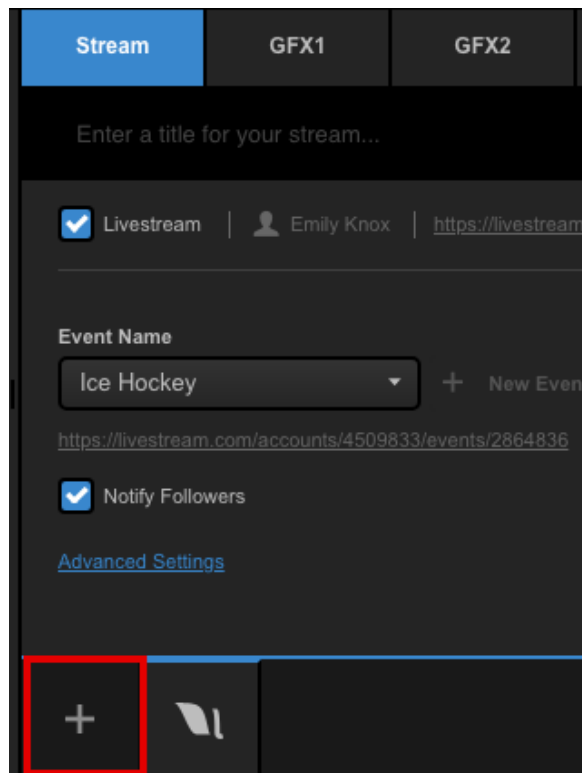 Stream GFX1 GFX2
Enter a title for your stream...
Livestream Emily Knox https://livestream
Event Name
Ice Hockey + New Even
https://livestream.com/accounts/4509833/events/2864836
Notify Followers
Advanced Settings
+